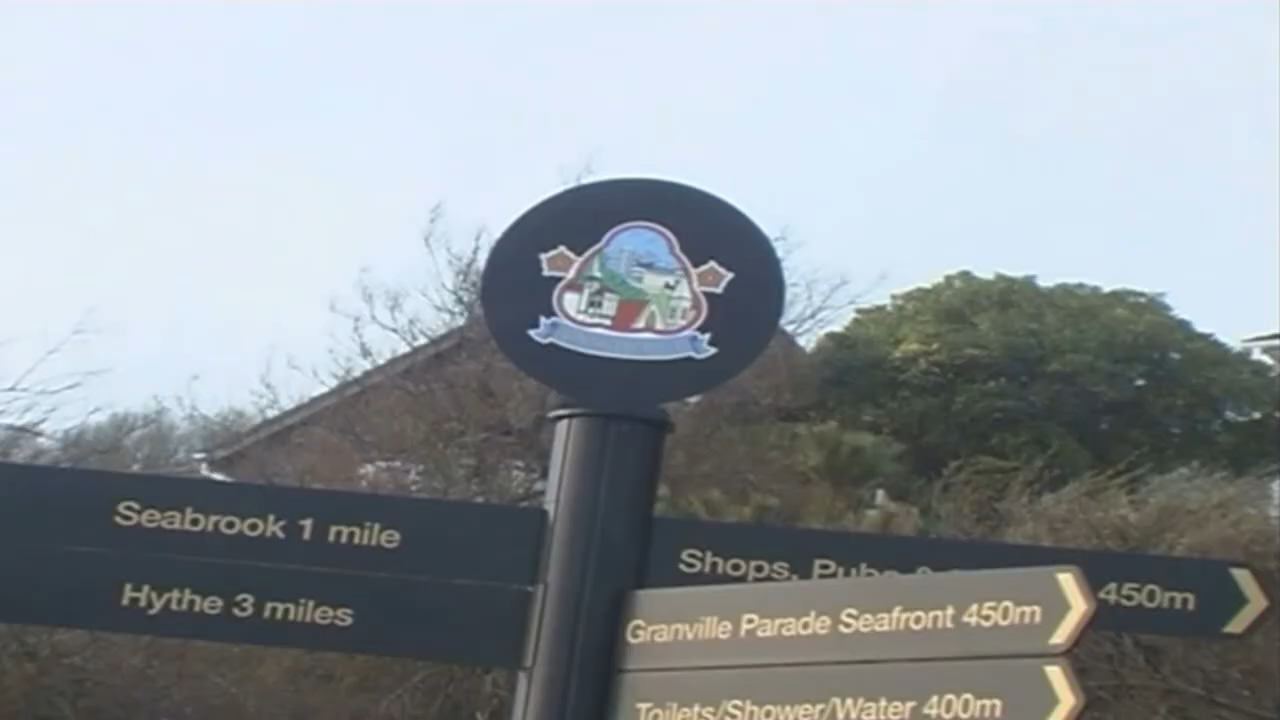 Seabrook 1 mile
Hythe 3 miles
Shops, Pubs 450m
Granville Parade Seafront 450m
Toilets/Shower/Water 400m